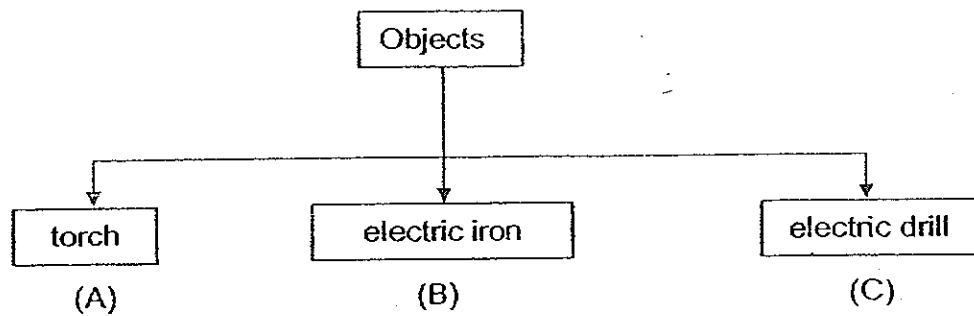 Objects
torch
electric iron
electric drill
(A)
(B)
(C)